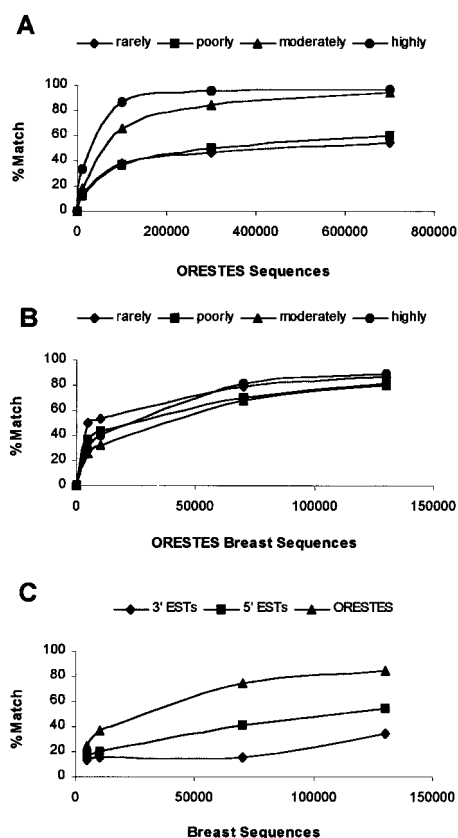 A
rarely poorly moderately highly
100
80
60
40
20
0
%Match
0 200000 400000 600000 800000
ORESTES Sequences
B
rarely poorly moderately highly
100
80
60
40
20
0
%Match
0 50000 100000 150000
ORESTES Breast Sequences
C
3' ESTs 5' ESTs ORESTES
100
80
60
40
20
0
%Match
0 50000 100000 150000
Breast Sequences